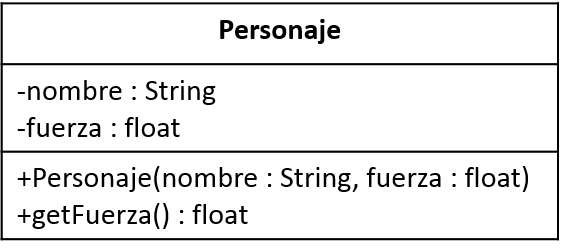 Personaje
-nombre : String
-fuerza : float
+Personaje(nombre : String, fuerza : float)
+getFuerza() : float